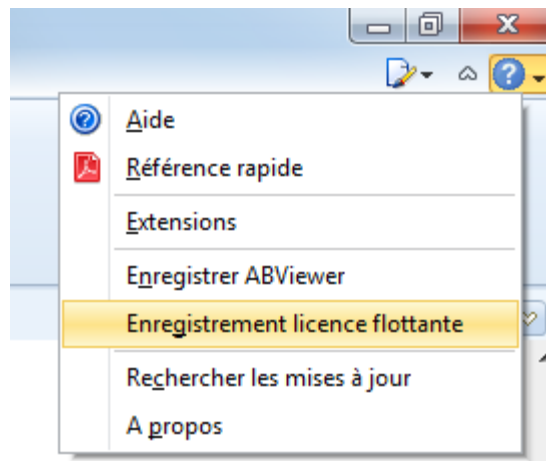 Aide
Référence rapide
Extensions
Enregistrer ABViewer
Enregistrement licence flottante
Rechercher les mises à jour
A propos